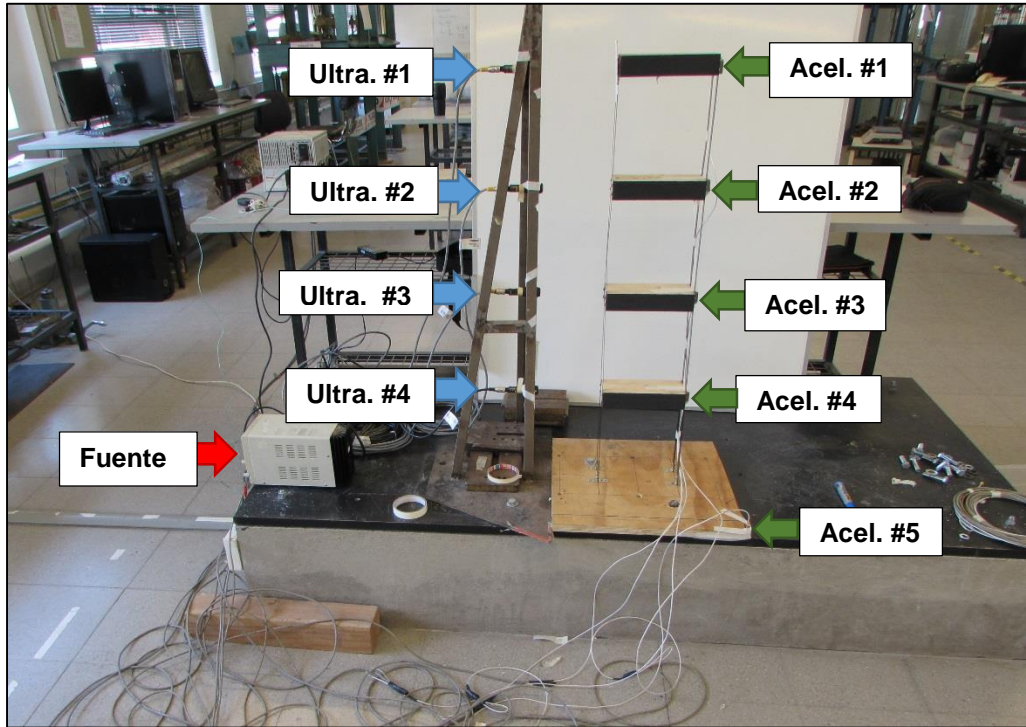 Ultra. #1
Acel. #1
Ultra. #2
Acel. #2
Ultra. #3
Acel. #3
Ultra. #4
Acel. #4
Fuente
Acel. #5